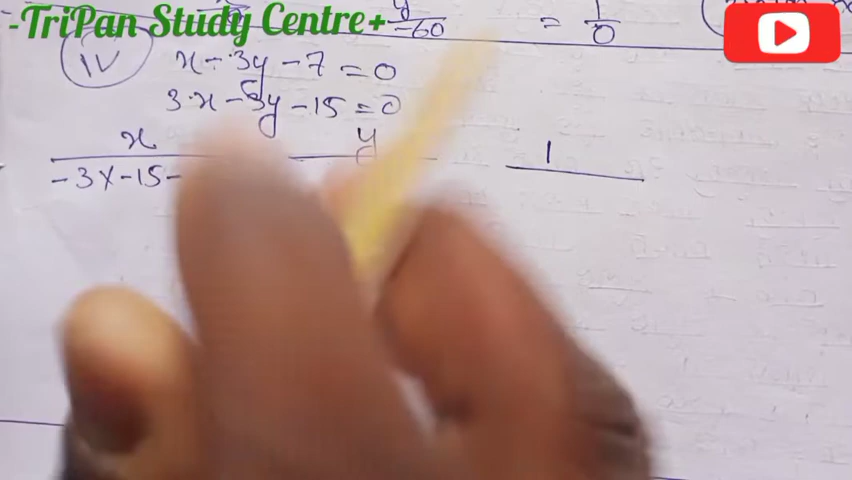 -TriPan Study Centre+
y/-60 = 1/0
IV x - 3y - 7 = 0
3x - 3y - 15 = 0
x y 1
-3X-15-